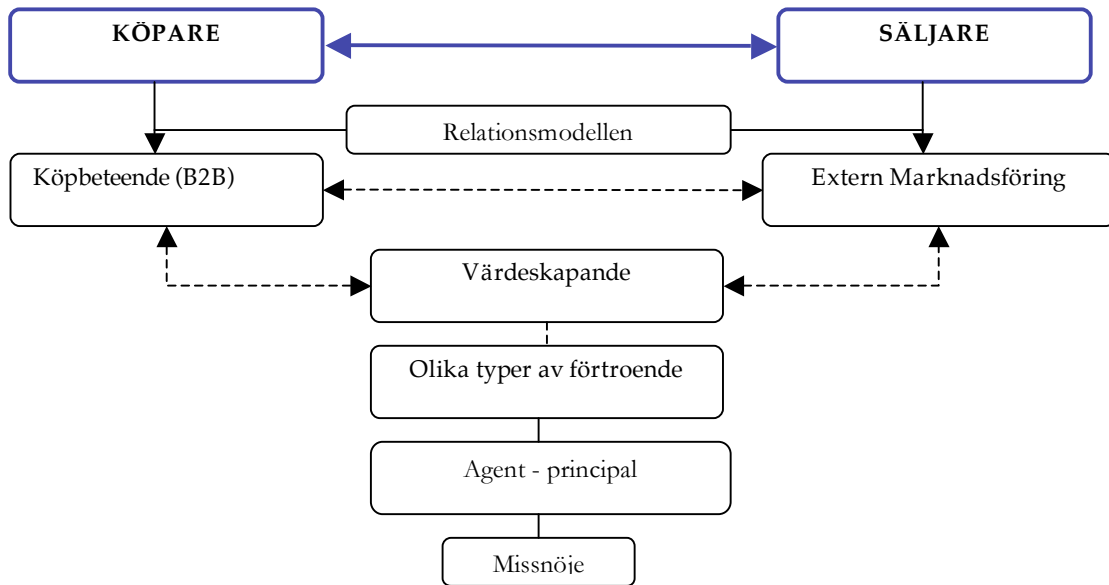 KÖPARE
SÄLJARE
Relationsmodellen
Köpbeteende (B2B)
Extern Marknadsföring
Värdeskapande
Olika typer av förtroende
Agent - principal
Missnöje